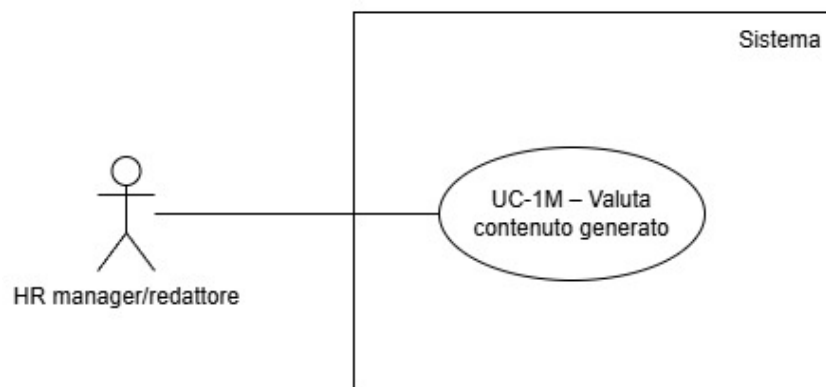 Sistema
UC-1M – Valuta
contenuto generato
HR manager/redattore